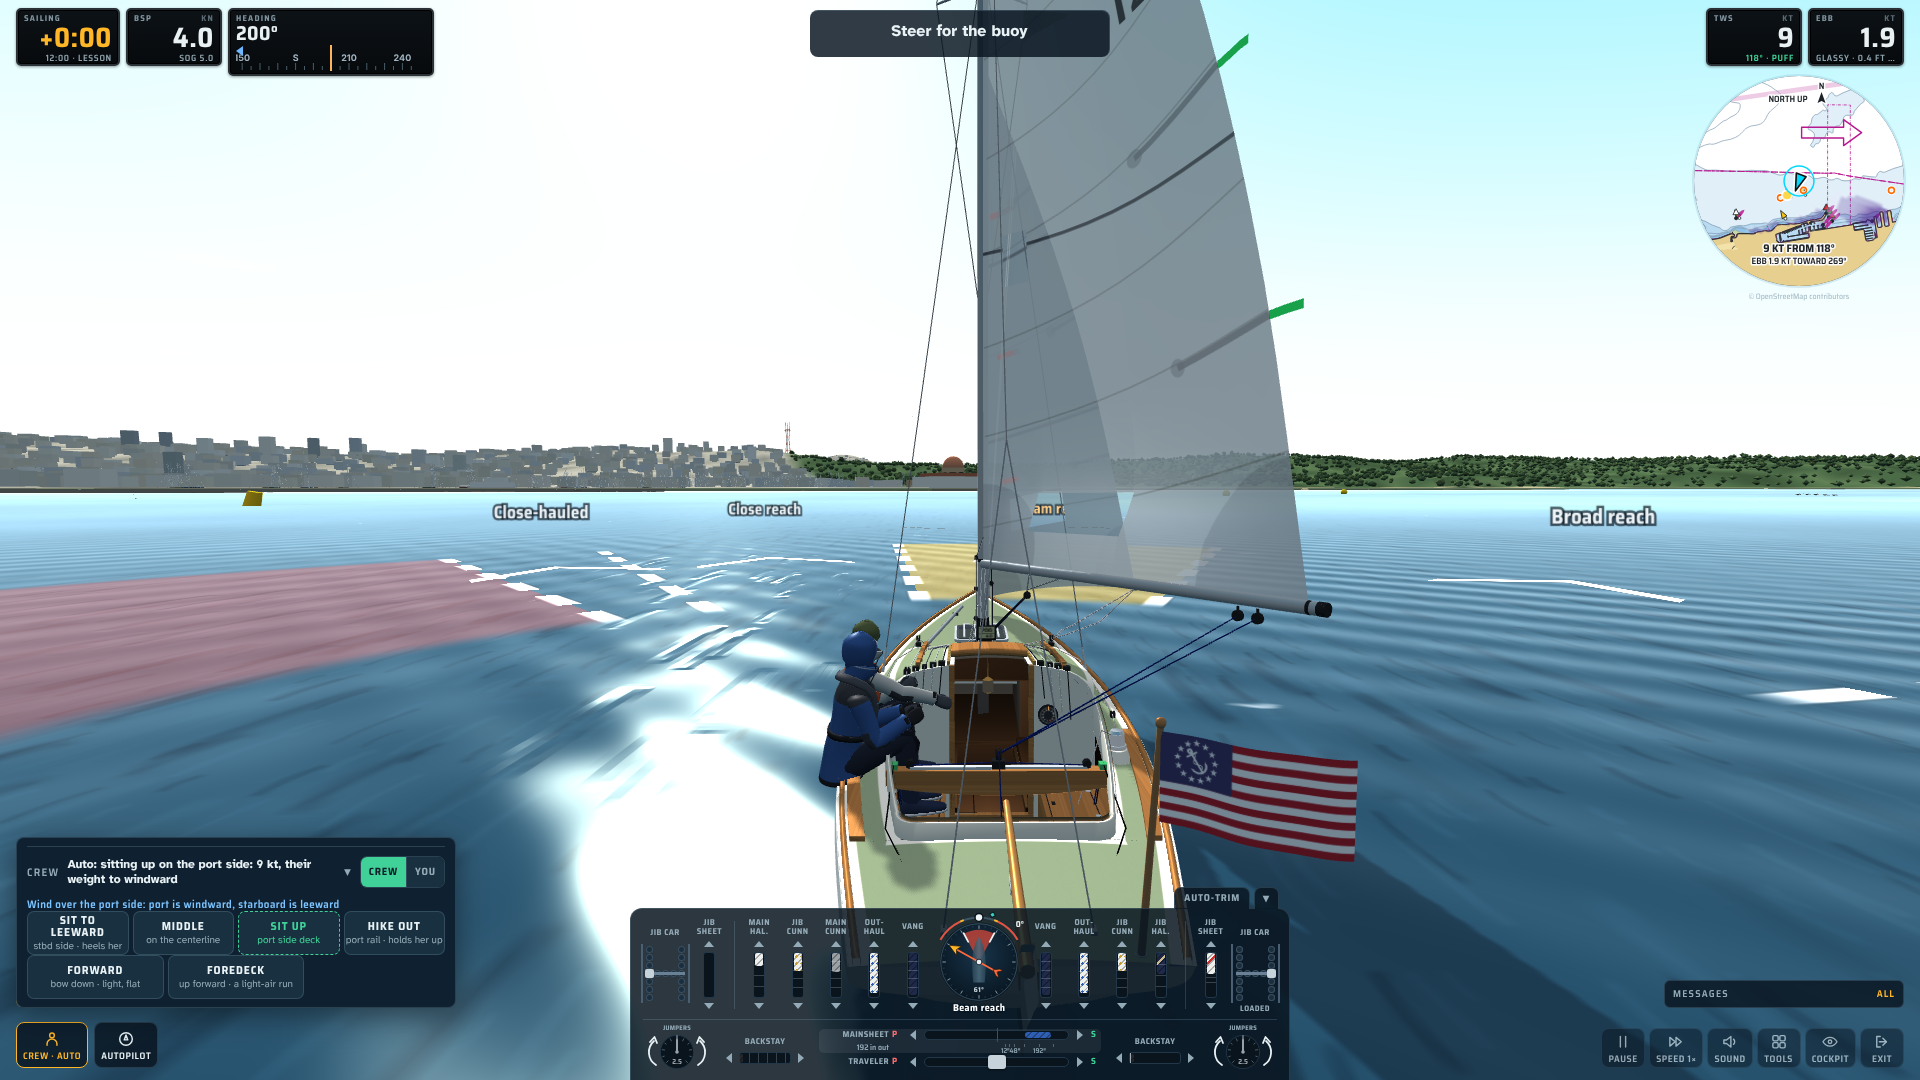 SAILING
+0:00
12:00 · LESSON
BSP KN
4.0
SOG 5.0
HEADING
200°
150 S 210 240
Steer for the buoy
TWS KT
9
118° · PUFF
EBB KT
1.9
GLASSY · 0.4 FT ...
NORTH UP N
9 KT FROM 118°
EBB 1.9 KT TOWARD 269°
© OpenStreetMap contributors
Close-hauled
Close reach
Broad reach
CREW
Auto: sitting up on the port side: 9 kt, their
weight to windward
CREW YOU
Wind over the port side: port is windward, starboard is leeward
SIT TO
LEEWARD
stbd side · heels her
MIDDLE
on the centerline
SIT UP
port side deck
HIKE OUT
port rail · holds her up
FORWARD
bow down · light, flat
FOREDECK
up forward · a light-air run
CREW · AUTO
AUTOPILOT
AUTO-TRIM
JIB CAR
JIB
SHEET
MAIN
HAL.
JIB
CUNN
MAIN
CUNN
OUT-
HAUL
VANG
0°
61°
Beam reach
VANG
OUT-
HAUL
JIB
CUNN
JIB
HAL.
JIB
SHEET
JIB CAR
LOADED
JUMPERS
2.5
BACKSTAY
MAINSHEET P
192 in out
S
12°48" 192"
TRAVELER P
S
BACKSTAY
JUMPERS
2.5
MESSAGES ALL
PAUSE
SPEED 1×
SOUND
TOOLS
COCKPIT
EXIT